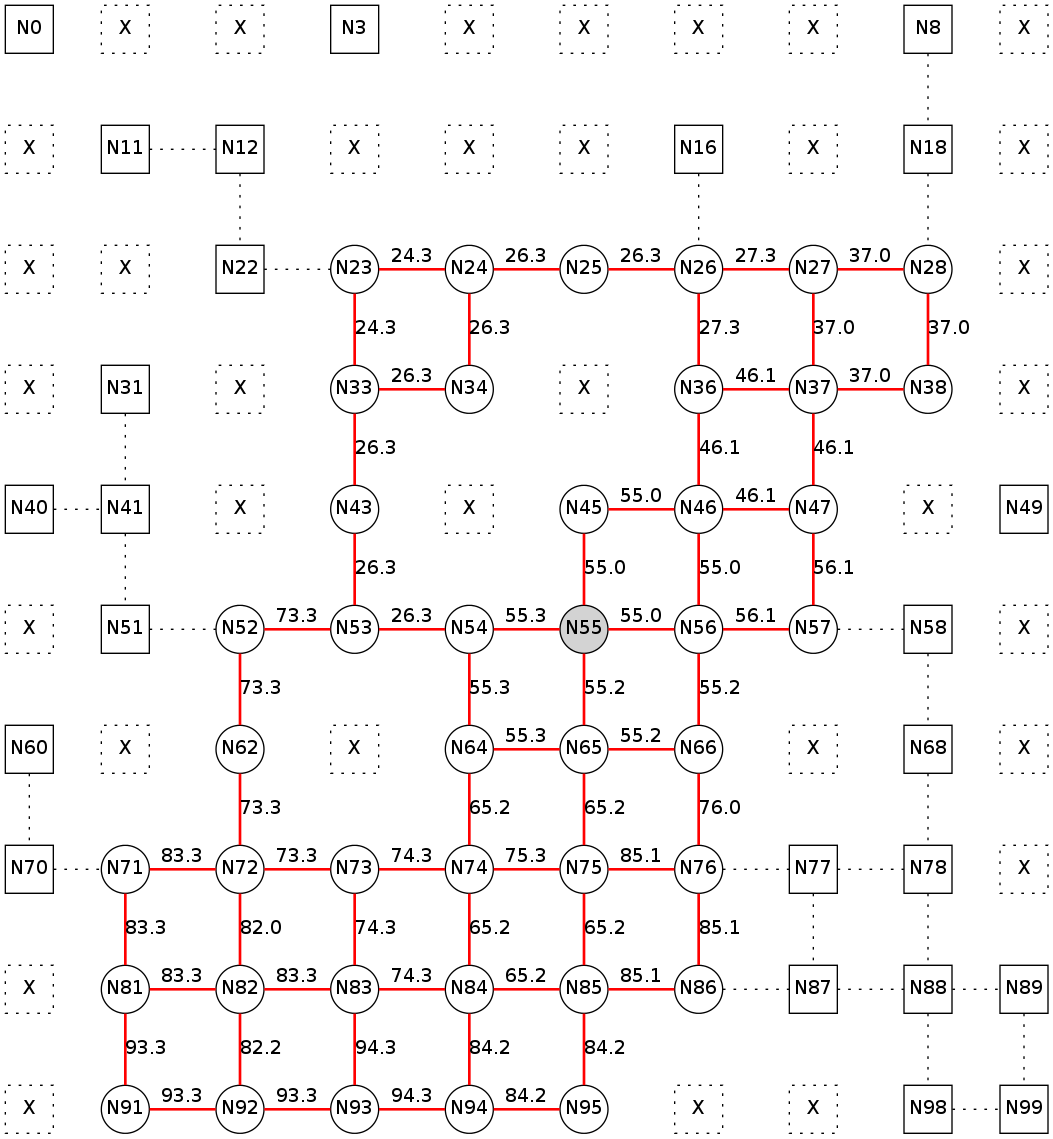 N0 X X N3 X X X X N8 X
X N11 N12 X X X N16 X N18 X
24.3 26.3 26.3 27.3 37.0
X X N22 N23 N24 N25 N26 N27 N28 X
24.3 26.3 27.3 37.0 37.0
26.3 46.1 37.0
X N31 X N33 N34 X N36 N37 N38 X
26.3 46.1 46.1
55.0 46.1
N40 N41 X N43 X N45 N46 N47 X N49
26.3 55.0 55.0 56.1
73.3 26.3 55.3 55.0 56.1
X N51 N52 N53 N54 N55 N56 N57 N58 X
73.3 55.3 55.2 55.2
55.3 55.2
N60 X N62 X N64 N65 N66 X N68 X
73.3 65.2 65.2 76.0
83.3 73.3 74.3 75.3 85.1
N70 N71 N72 N73 N74 N75 N76 N77 N78 X
83.3 82.0 74.3 65.2 65.2 85.1
83.3 83.3 74.3 65.2 85.1
X N81 N82 N83 N84 N85 N86 N87 N88 N89
93.3 82.2 94.3 84.2 84.2
93.3 93.3 94.3 84.2
X N91 N92 N93 N94 N95 X X N98 N99